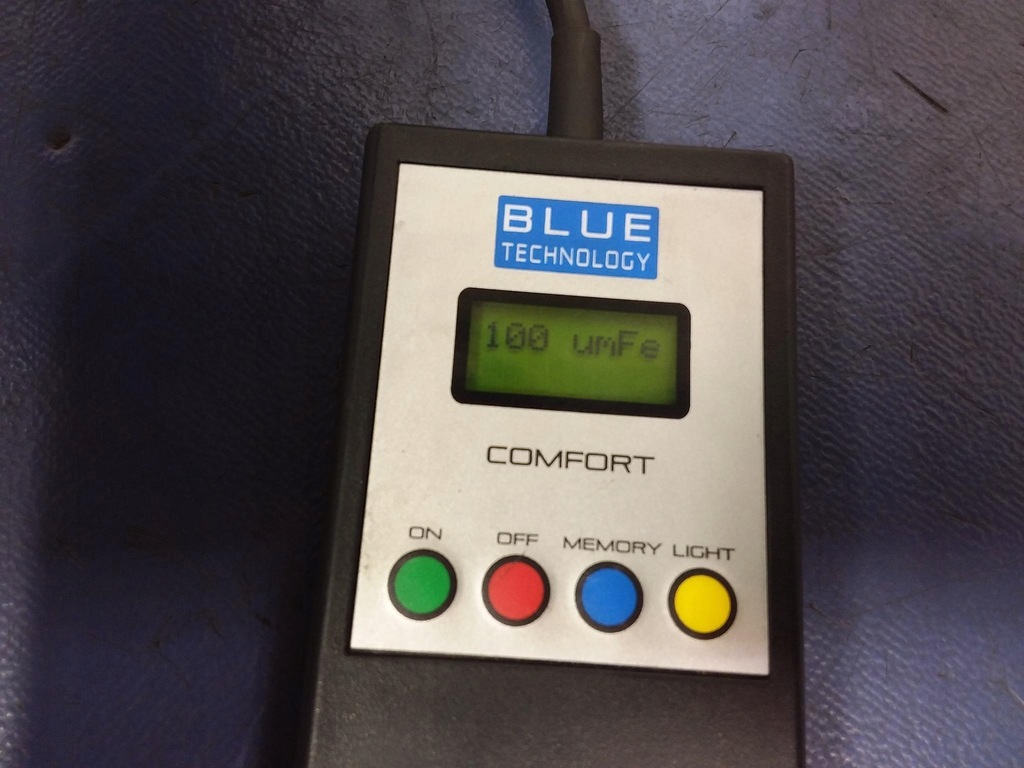 BLUE
TECHNOLOGY
100 umFe
COMFORT
ON OFF MEMORY LIGHT